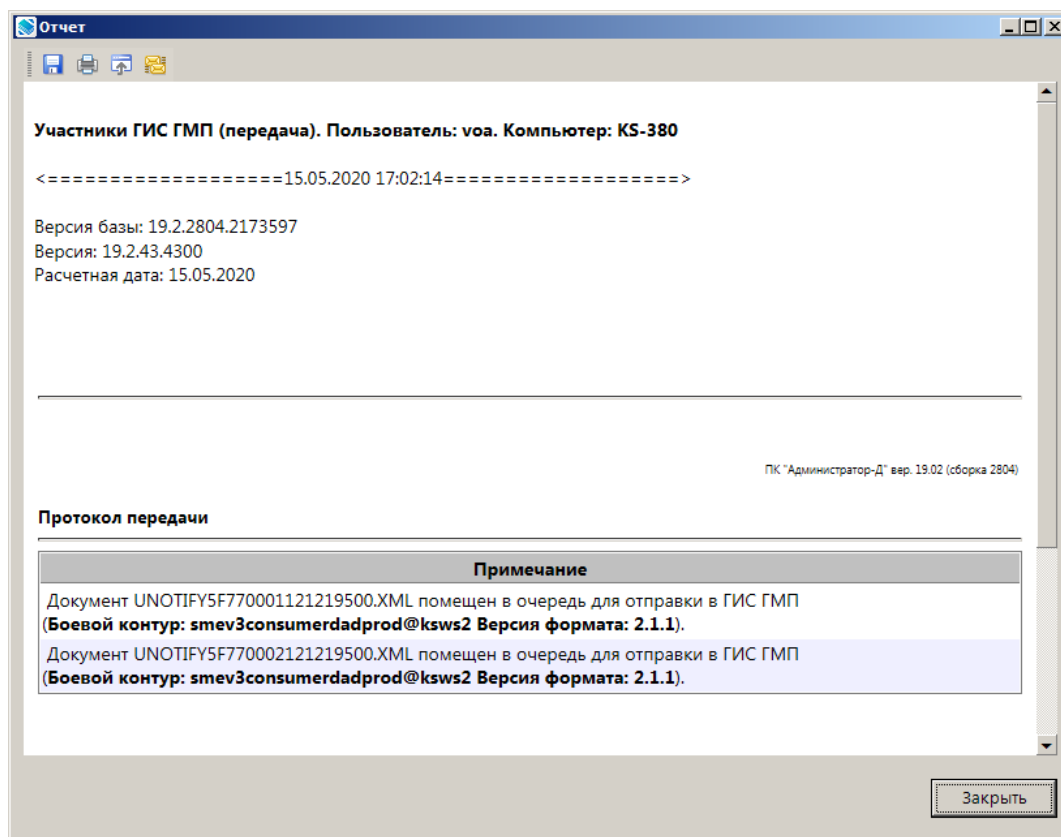 Отчет
Участники ГИС ГМП (передача). Пользователь: voa. Компьютер: KS-380
<===================15.05.2020 17:02:14===================>
Версия базы: 19.2.2804.2173597
Версия: 19.2.43.4300
Расчетная дата: 15.05.2020
ПК "Администратор-Д" вер. 19.02 (сборка 2804)
Протокол передачи
Примечание
Документ UNOTIFY5F770001121219500.XML помещен в очередь для отправки в ГИС ГМП
(Боевой контур: smev3consumerdadprod@ksws2 Версия формата: 2.1.1).
Документ UNOTIFY5F770002121219500.XML помещен в очередь для отправки в ГИС ГМП
(Боевой контур: smev3consumerdadprod@ksws2 Версия формата: 2.1.1).
Закрыть